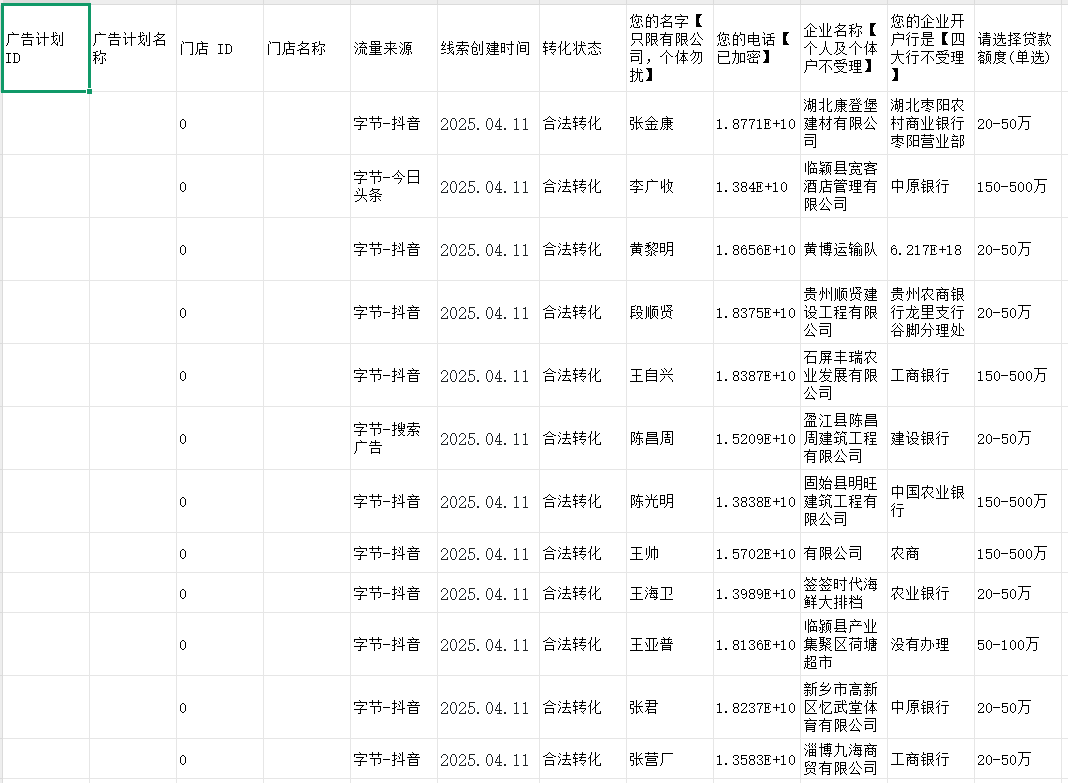 广告计划
ID
广告计划名
称
门店 ID
门店名称
流量来源
线索创建时间
转化状态
您的名字【
只限有限公
司,个体勿
扰】
您的电话【
已加密】
企业名称【
个人及个体
户不受理】
您的企业开
户行是【四
大行不受理
】
请选择贷款
额度(单选)
0
字节-抖音
2025.04.11
合法转化
张金康
1.8771E+10
湖北康登堡
建材有限公
司
湖北枣阳农
村商业银行
枣阳营业部
20-50万
0
字节-今日
头条
2025.04.11
合法转化
李广收
1.384E+10
临颍县宽客
酒店管理有
限公司
中原银行
150-500万
0
字节-抖音
2025.04.11
合法转化
黄黎明
1.8656E+10
黄博运输队
6.217E+18
20-50万
0
字节-抖音
2025.04.11
合法转化
段顺贤
1.8375E+10
贵州顺贤建
设工程有限
公司
贵州农商银
行龙里支行
谷脚分理处
20-50万
0
字节-抖音
2025.04.11
合法转化
王自兴
1.8387E+10
石屏丰瑞农
业发展有限
公司
工商银行
150-500万
0
字节-搜索
广告
2025.04.11
合法转化
陈昌周
1.5209E+10
盈江县陈昌
周建筑工程
有限公司
建设银行
20-50万
0
字节-抖音
2025.04.11
合法转化
陈光明
1.3838E+10
固始县明旺
建筑工程有
限公司
中国农业银
行
150-500万
0
字节-抖音
2025.04.11
合法转化
王帅
1.5702E+10
有限公司
农商
150-500万
0
字节-抖音
2025.04.11
合法转化
王海卫
1.3989E+10
签签时代海
鲜大排档
农业银行
20-50万
0
字节-抖音
2025.04.11
合法转化
王亚普
1.8136E+10
临颍县产业
集聚区荷塘
超市
没有办理
50-100万
0
字节-抖音
2025.04.11
合法转化
张君
1.8237E+10
新乡市高新
区忆武堂体
育有限公司
中原银行
20-50万
0
字节-抖音
2025.04.11
合法转化
张营厂
1.3583E+10
淄博九海商
贸有限公司
工商银行
20-50万